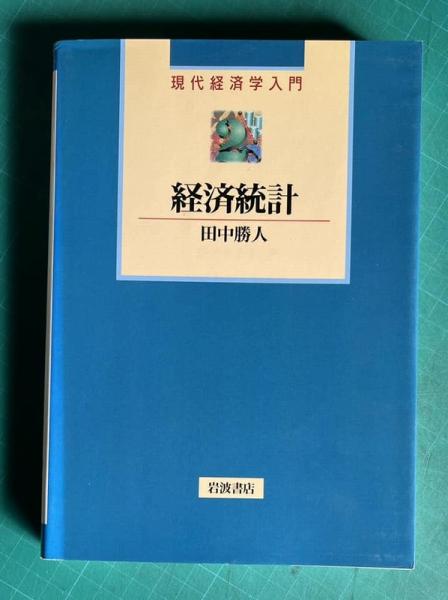 現代経済学入門
経済統計
田中勝人
岩波書店